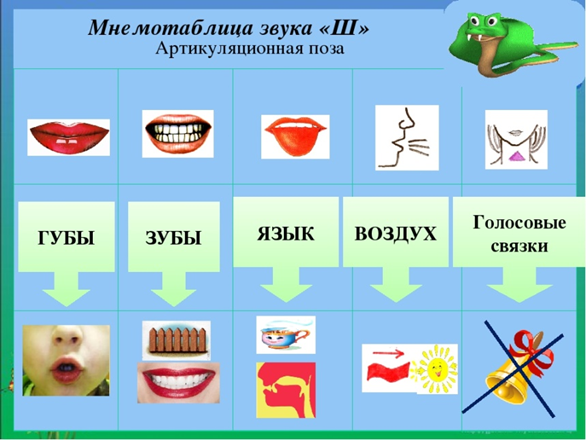 Мнемотаблица звука «Ш»
Артикуляционная поза
ГУБЫ
ЗУБЫ
ЯЗЫК
ВОЗДУХ
Голосовые
связки